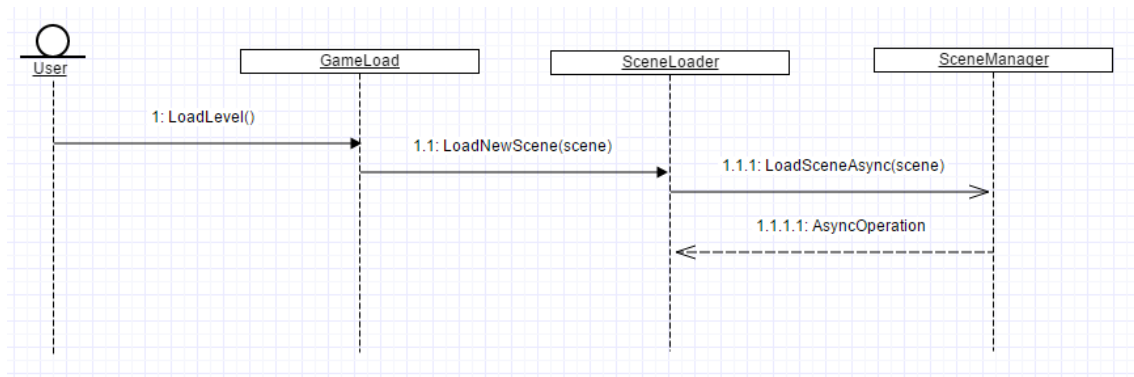 User
GameLoad
SceneLoader
SceneManager
1: LoadLevel()
1.1: LoadNewScene(scene)
1.1.1: LoadSceneAsync(scene)
1.1.1.1: AsyncOperation